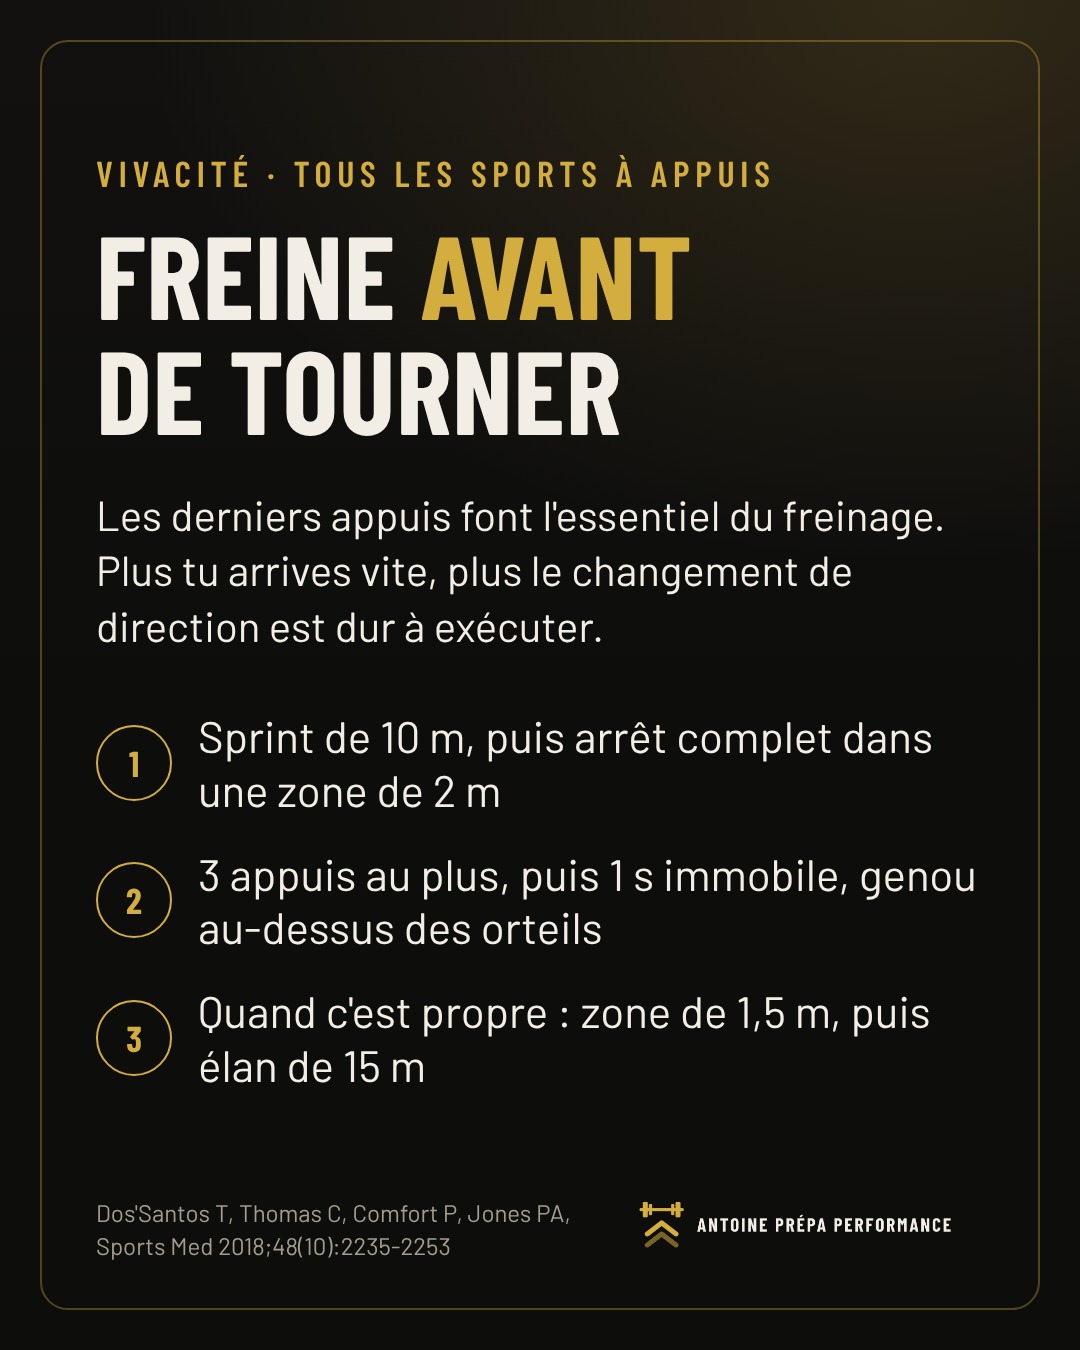 VIVACITÉ · TOUS LES SPORTS À APPUIS
FREINE AVANT
DE TOURNER
Les derniers appuis font l'essentiel du freinage.
Plus tu arrives vite, plus le changement de
direction est dur à exécuter.
1
Sprint de 10 m, puis arrêt complet dans
une zone de 2 m
2
3 appuis au plus, puis 1 s immobile, genou
au-dessus des orteils
3
Quand c'est propre : zone de 1,5 m, puis
élan de 15 m
Dos'Santos T, Thomas C, Comfort P, Jones PA,
Sports Med 2018;48(10):2235-2253
ANTOINE PRÉPA PERFORMANCE